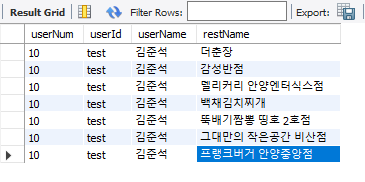 Result Grid Filter Rows: Export:
userNum userId userName restName
10 test 김준석 더춘장
10 test 김준석 감성반점
10 test 김준석 델리커리 안양엔터식스점
10 test 김준석 백채김치찌개
10 test 김준석 뚝배기짬뽕 띵호 2호점
10 test 김준석 그대만의 작은공간 비산점
10 test 김준석 프랭크버거 안양중앙점